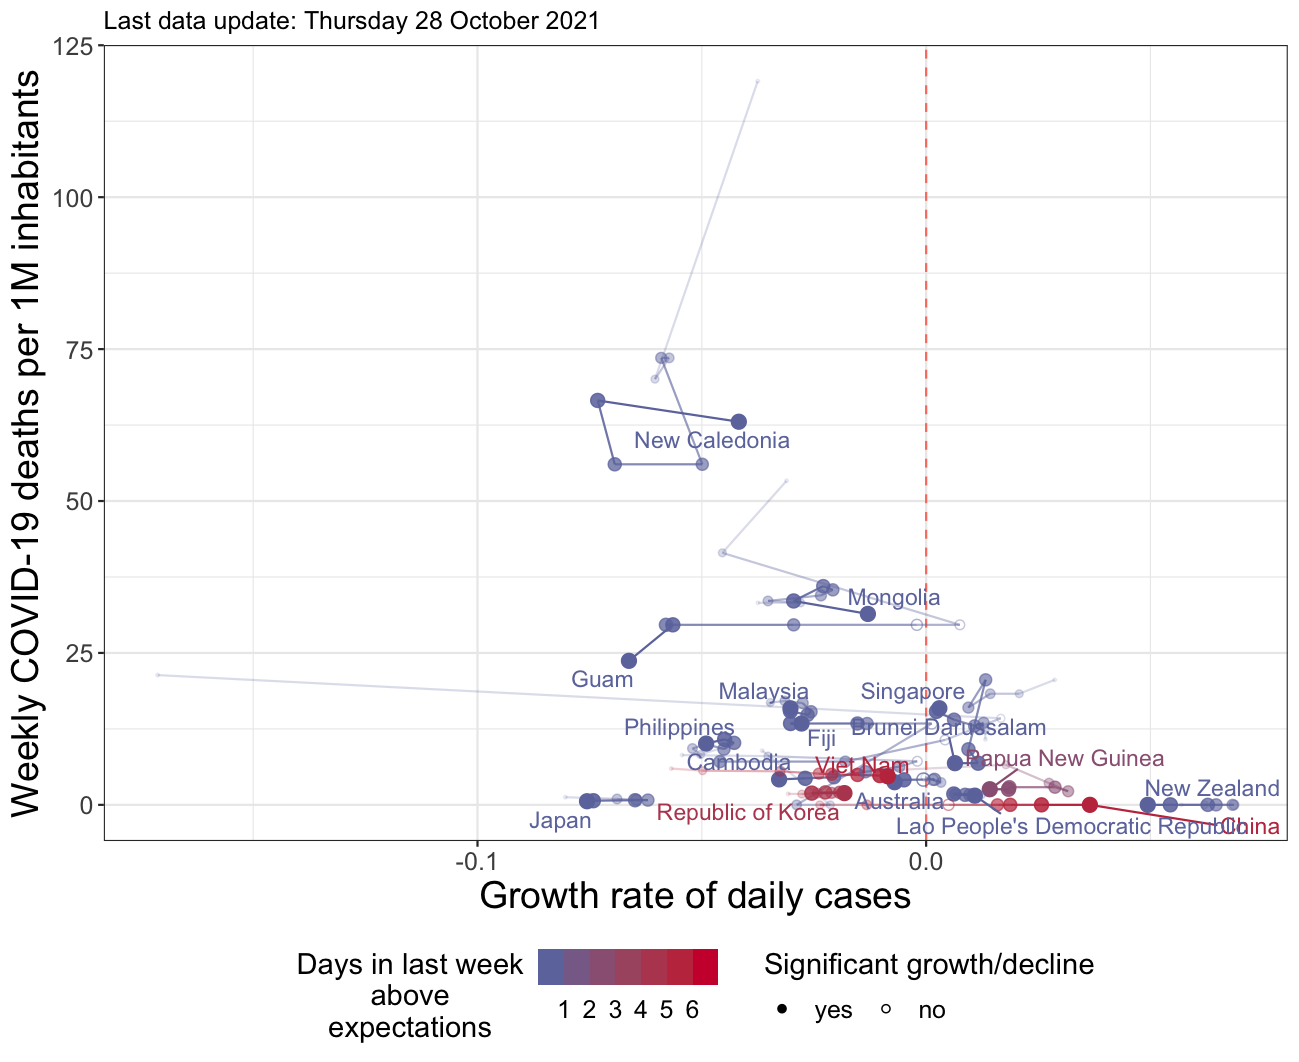 Last data update: Thursday 28 October 2021
Weekly COVID-19 deaths per 1M inhabitants
125
100
75
50
25
0
New Caledonia
Mongolia
Guam
Malaysia
Singapore
Philippines
Fiji
Brunei Darussalam
Cambodia
Viet Nam
Papua New Guinea
New Zealand
Republic of Korea
Australia
Japan
Lao People's Democratic Republic
China
-0.1
0.0
Growth rate of daily cases
Days in last week
above
expectations
1 2 3 4 5 6
Significant growth/decline
yes
no